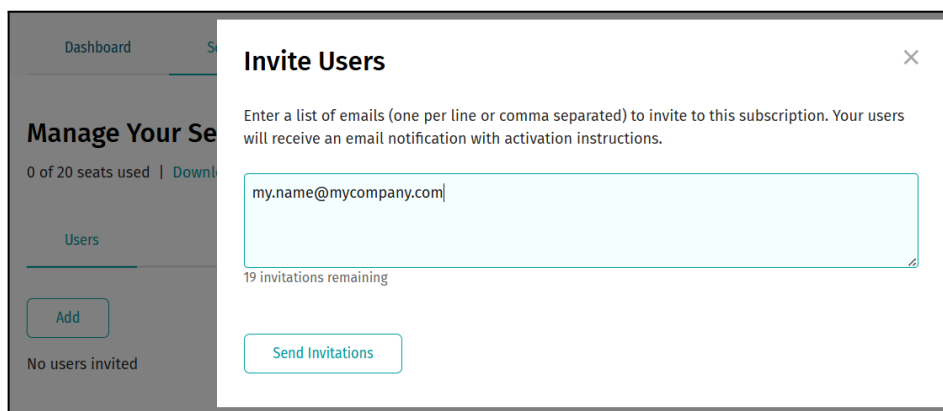 Dashboard
Invite Users
Enter a list of emails (one per line or comma separated) to invite to this subscription. Your users
will receive an email notification with activation instructions.
Manage Your
0 of 20 seats used |
my.name@mycompany.com
Users
19 invitations remaining
Add
Send Invitations
No users invited